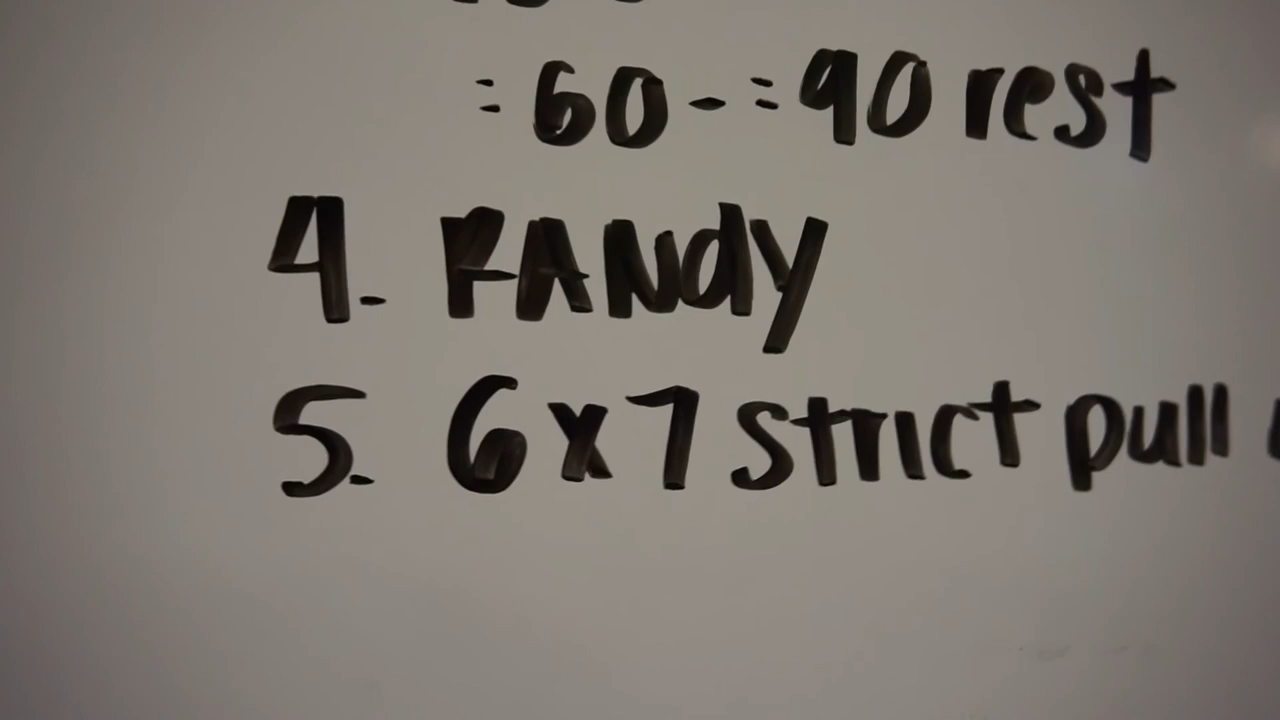 :60-:90 rest
4. RANdy
5. 6x7 strict pull